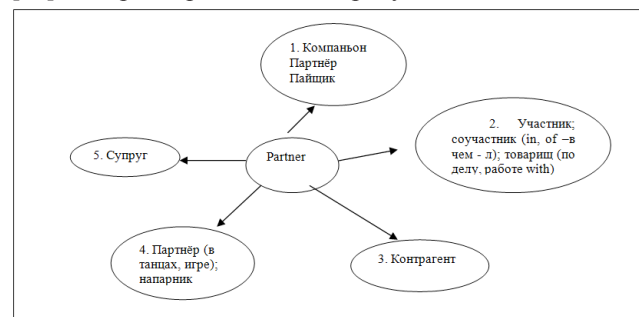 1. Компаньон
Партнёр
Пайщик
2. Участник;
соучастник (in, of –в
чем - л); товарищ (по
делу, работе with)
5. Супруг
Partner
4. Партнёр (в
танцах, игре);
напарник
3. Контрагент